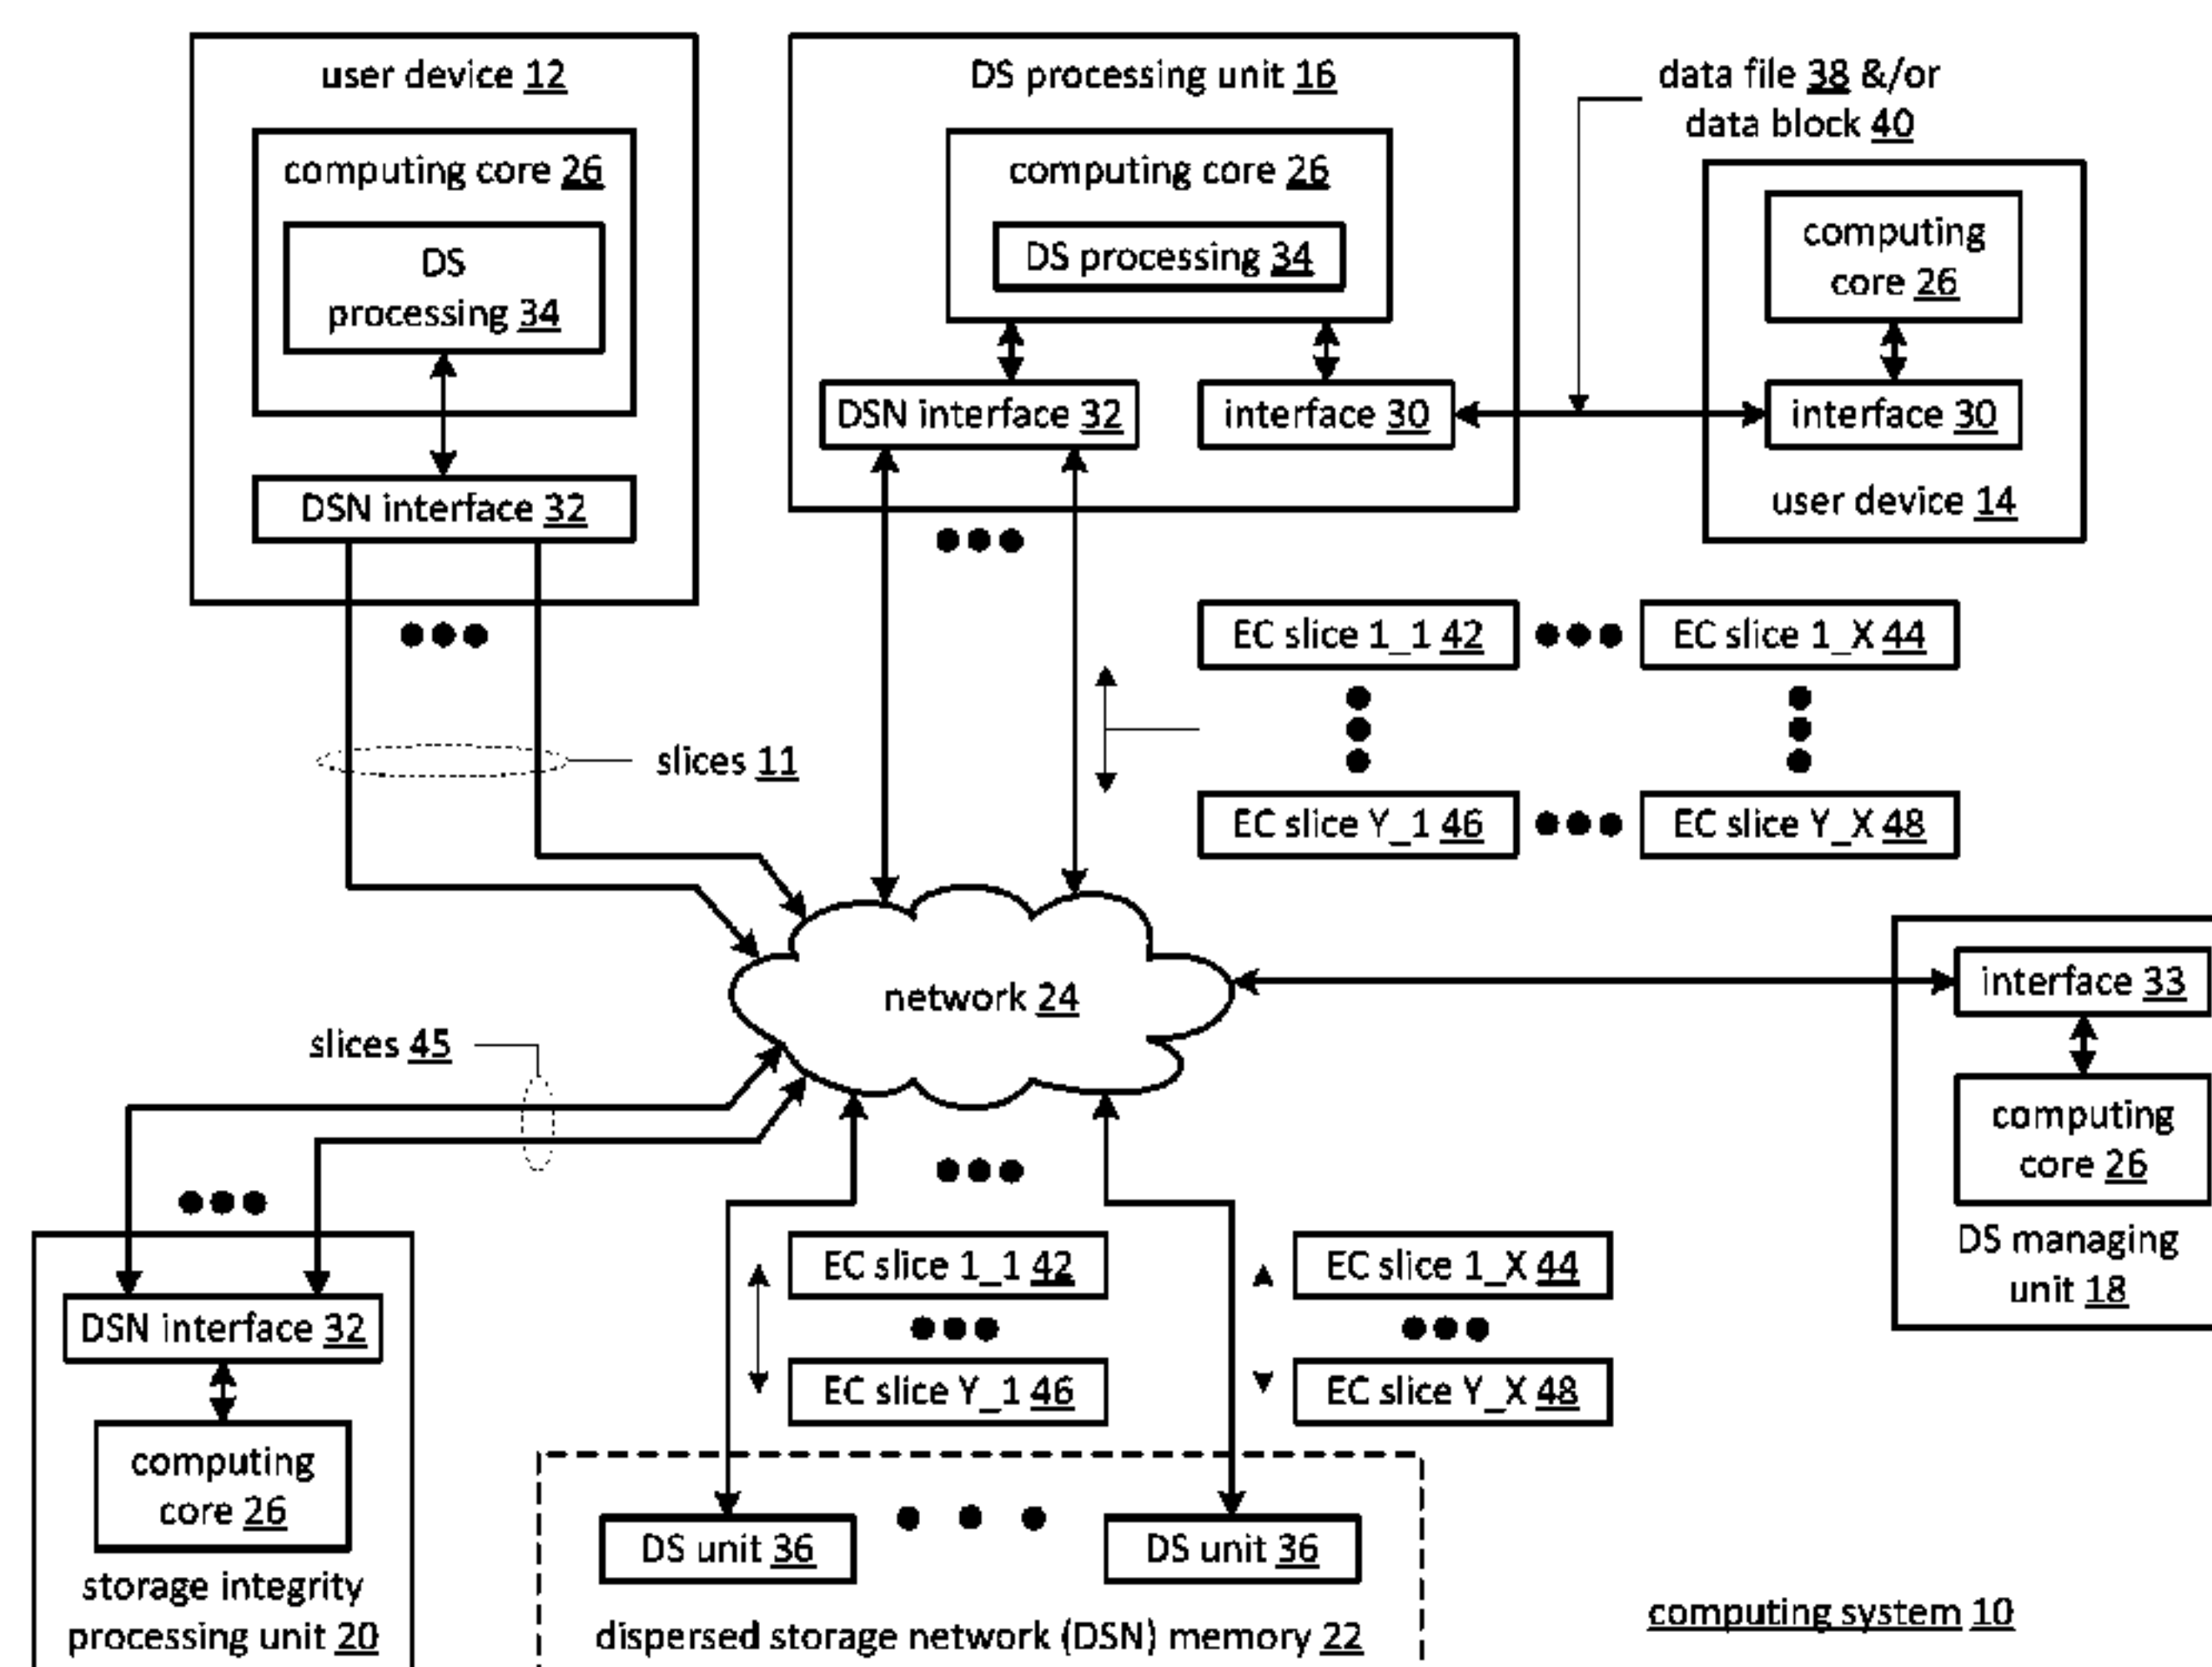 user device 12
computing core 26
DS
processing 34
DSN interface 32
DS processing unit 16
computing core 26
DS processing 34
DSN interface 32
interface 30
data file 38 &/or
data block 40
computing
core 26
interface 30
user device 14
slices 11
EC slice 1_1 42
EC slice 1_X 44
EC slice Y_1 46
EC slice Y_X 48
network 24
interface 33
computing
core 26
DS managing
unit 18
slices 45
DSN interface 32
computing
core 26
storage integrity
processing unit 20
EC slice 1_1 42
EC slice Y_1 46
EC slice 1_X 44
EC slice Y_X 48
DS unit 36
DS unit 36
dispersed storage network (DSN) memory 22
computing system 10